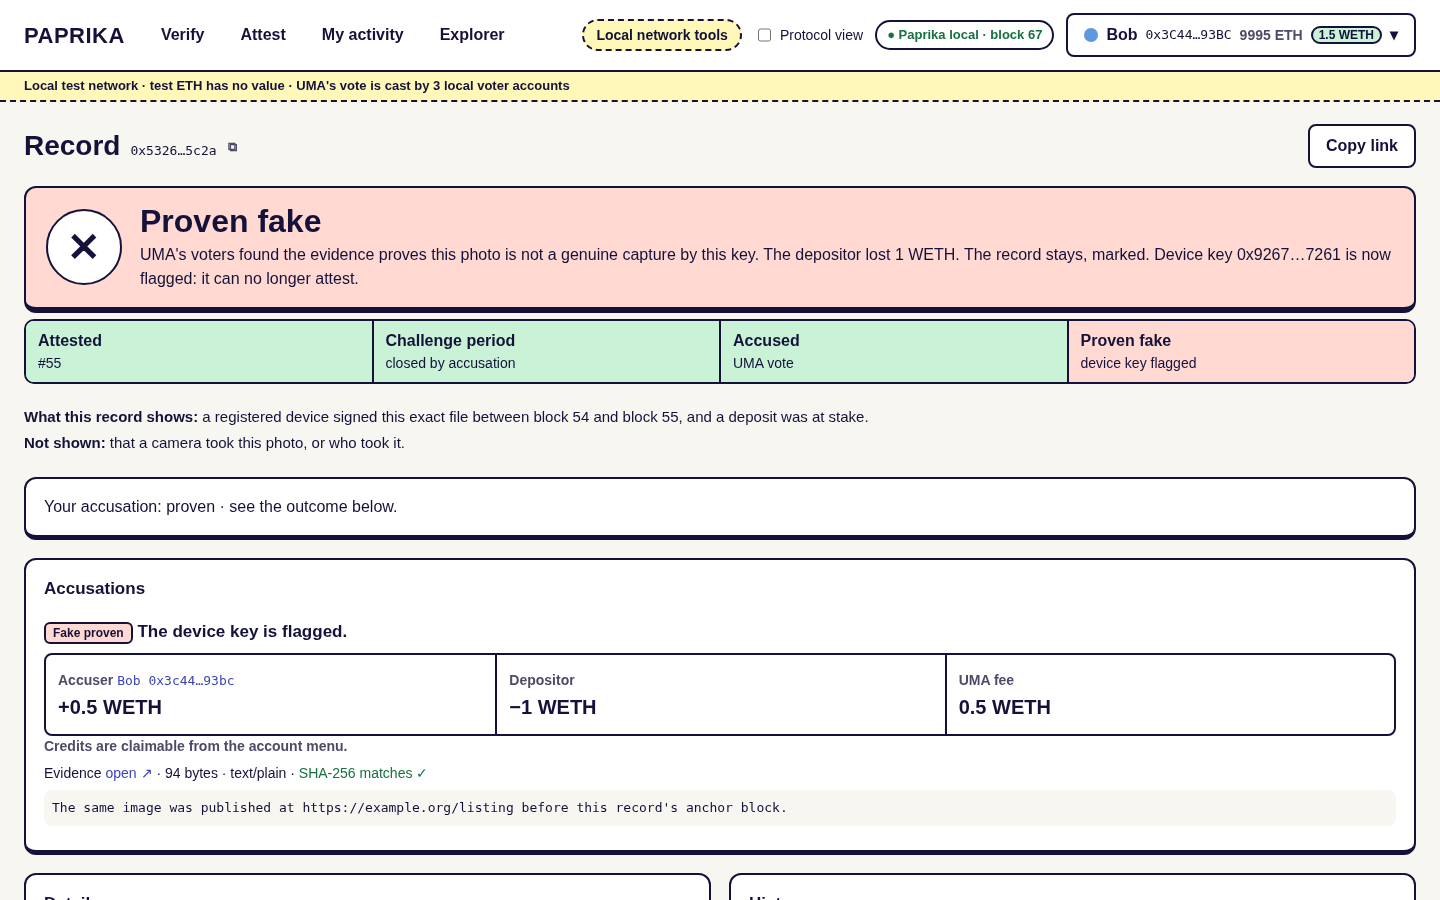 PAPRIKA Verify Attest My activity Explorer Local network tools Protocol view ● Paprika local · block 67 Bob 0x3C44…93BC 9995 ETH 1.5 WETH ▼
Local test network · test ETH has no value · UMA's vote is cast by 3 local voter accounts
Record 0x5326…5c2a ⧉ Copy link
Proven fake
UMA's voters found the evidence proves this photo is not a genuine capture by this key. The depositor lost 1 WETH. The record stays, marked. Device key 0x9267…7261 is now
flagged: it can no longer attest.
Attested Challenge period Accused Proven fake
#55 closed by accusation UMA vote device key flagged
What this record shows: a registered device signed this exact file between block 54 and block 55, and a deposit was at stake.
Not shown: that a camera took this photo, or who took it.
Your accusation: proven · see the outcome below.
Accusations
Fake proven The device key is flagged.
Accuser Bob 0x3c44…93bc Depositor UMA fee
+0.5 WETH −1 WETH 0.5 WETH
Credits are claimable from the account menu.
Evidence open ↗ · 94 bytes · text/plain · SHA-256 matches ✓
The same image was published at https://example.org/listing before this record's anchor block.